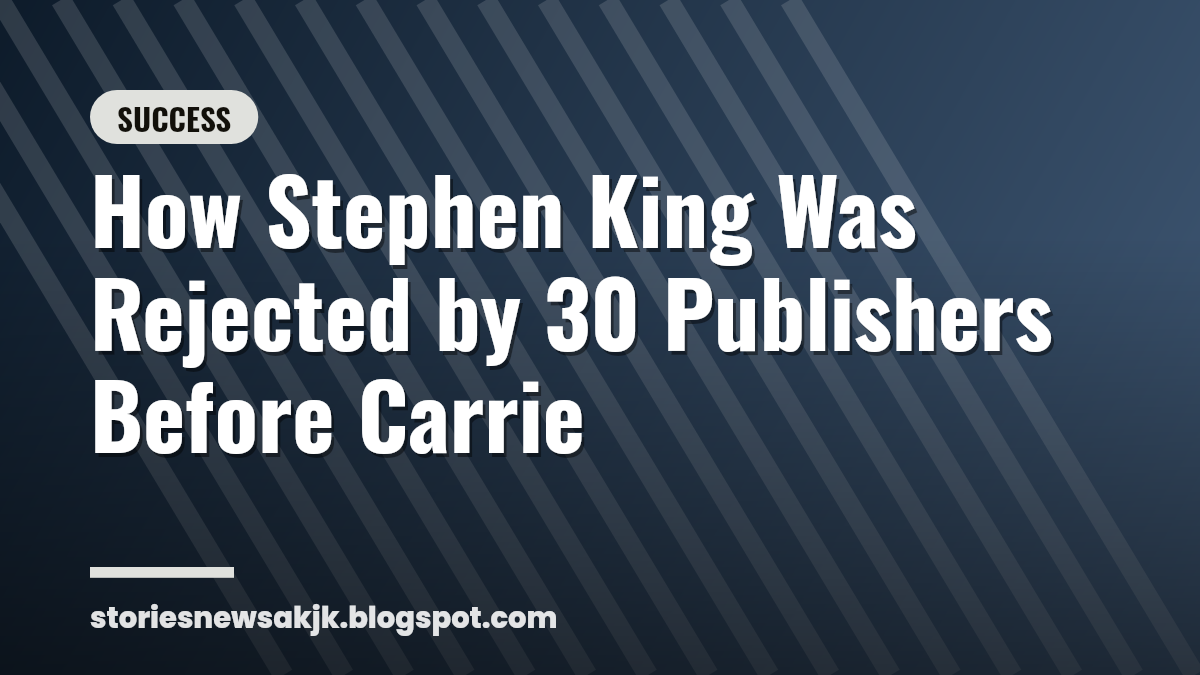 SUCCESS
How Stephen King Was
Rejected by 30 Publishers
Before Carrie
storiesnewsakjk.blogspot.com